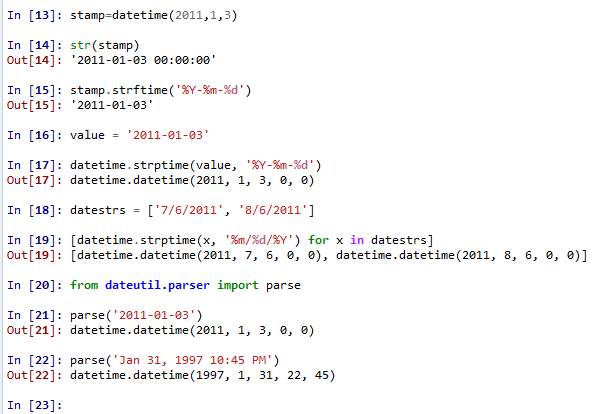 In [13]: stamp=datetime(2011,1,3)
In [14]: str(stamp)
Out[14]: '2011-01-03 00:00:00'
In [15]: stamp.strftime('%Y-%m-%d')
Out[15]: '2011-01-03'
In [16]: value = '2011-01-03'
In [17]: datetime.strptime(value, '%Y-%m-%d')
Out[17]: datetime.datetime(2011, 1, 3, 0, 0)
In [18]: datestrs = ['7/6/2011', '8/6/2011']
In [19]: [datetime.strptime(x, '%m/%d/%Y') for x in datestrs]
Out[19]: [datetime.datetime(2011, 7, 6, 0, 0), datetime.datetime(2011, 8, 6, 0, 0)]
In [20]: from dateutil.parser import parse
In [21]: parse('2011-01-03')
Out[21]: datetime.datetime(2011, 1, 3, 0, 0)
In [22]: parse('Jan 31, 1997 10:45 PM')
Out[22]: datetime.datetime(1997, 1, 31, 22, 45)
In [23]: